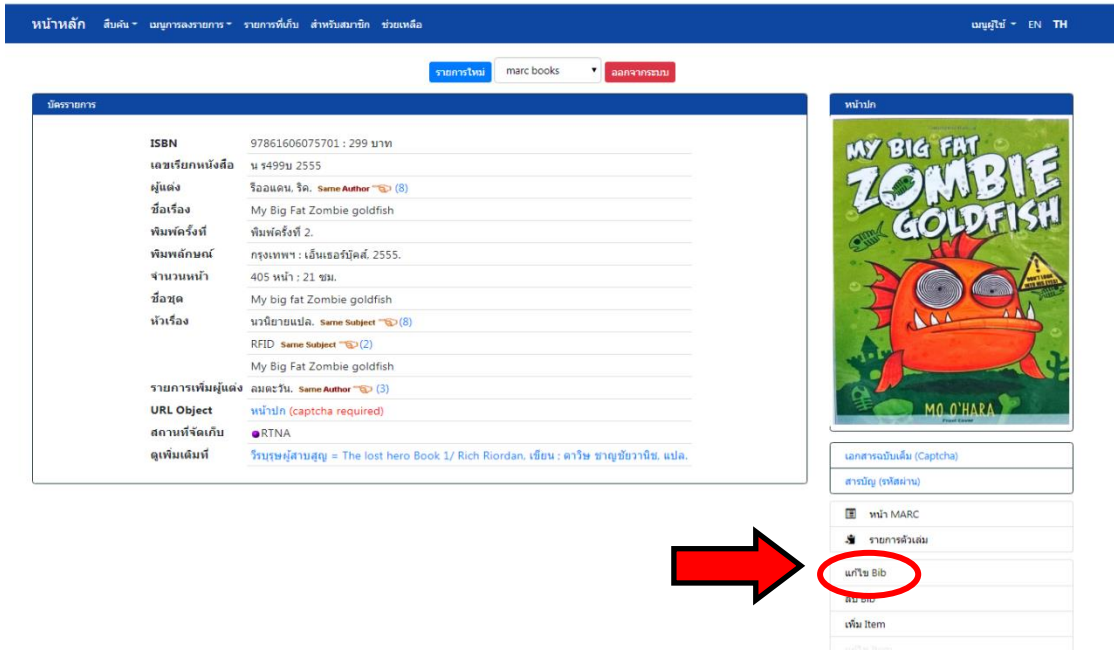 หน้าหลัก สืบค้น เมนูการลงรายการ รายการที่เก็บ สำหรับสมาชิก ช่วยเหลือ เมนูผู้ใช้ EN TH
รายการใหม่ marc books ออกจากระบบ
บัตรรายการ
ISBN 97861606075701 : 299 บาท
เลขเรียกหนังสือ น ร499บ 2555
ผู้แต่ง ริออแดน, ริค. Same Author (8)
ชื่อเรื่อง My Big Fat Zombie goldfish
พิมพ์ครั้งที่ พิมพ์ครั้งที่ 2.
พิมพลักษณ์ กรุงเทพฯ : เอ็นเธอร์บุ๊คส์, 2555.
จำนวนหน้า 405 หน้า ; 21 ซม.
ชื่อชุด My big fat Zombie goldfish
หัวเรื่อง นวนิยายแปล. Same Subject (8)
RFID Same Subject (2)
My Big Fat Zombie goldfish
รายการเพิ่มผู้แต่ง ลมตะวัน. Same Author (3)
URL Object หน้าปก (captcha required)
สถานที่จัดเก็บ RTNA
ดูเพิ่มเติมที่ วีรบุรุษผู้สาบสูญ = The lost hero Book 1/ Rich Riordan, เขียน ; ดาวิษ ชาญชัยวานิช, แปล.
หน้าปก
MY BIG FAT
ZOMBIE
GOLDFISH
DON'T LOOK
INTO HIS EYES!
MO O'HARA
เอกสารฉบับเต็ม (Captcha)
สารบัญ (รหัสผ่าน)
หน้า MARC
รายการตัวเล่ม
แก้ไข Bib
ลบ Bib
เพิ่ม Item